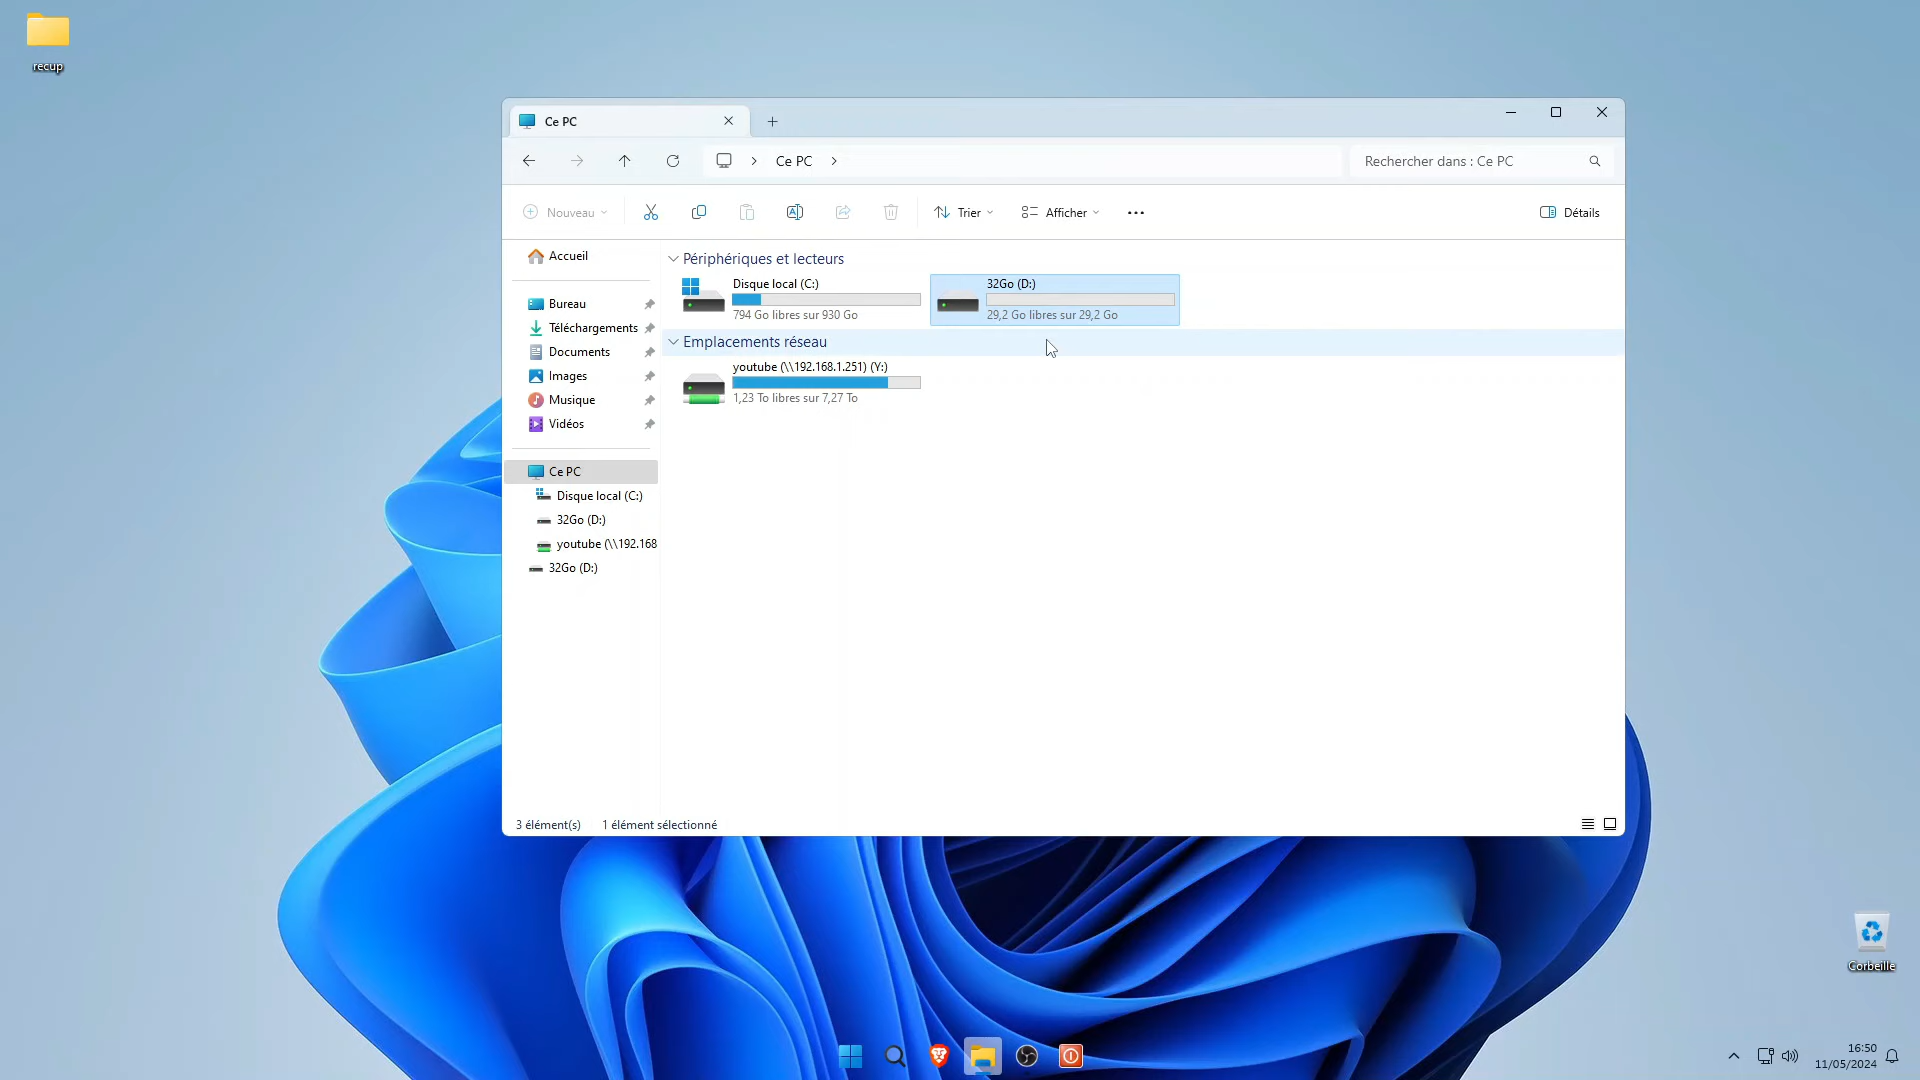 recup
Ce PC
Ce PC
Rechercher dans : Ce PC
Nouveau
Trier
Afficher
Détails
Accueil
Bureau
Téléchargements
Documents
Images
Musique
Vidéos
Ce PC
Disque local (C:)
32Go (D:)
youtube (\\192.168
32Go (D:)
Périphériques et lecteurs
Disque local (C:)
794 Go libres sur 930 Go
32Go (D:)
29,2 Go libres sur 29,2 Go
Emplacements réseau
youtube (\\192.168.1.251) (Y:)
1,23 To libres sur 7,27 To
3 élément(s) 1 élément sélectionné
Corbeille
16:50
11/05/2024